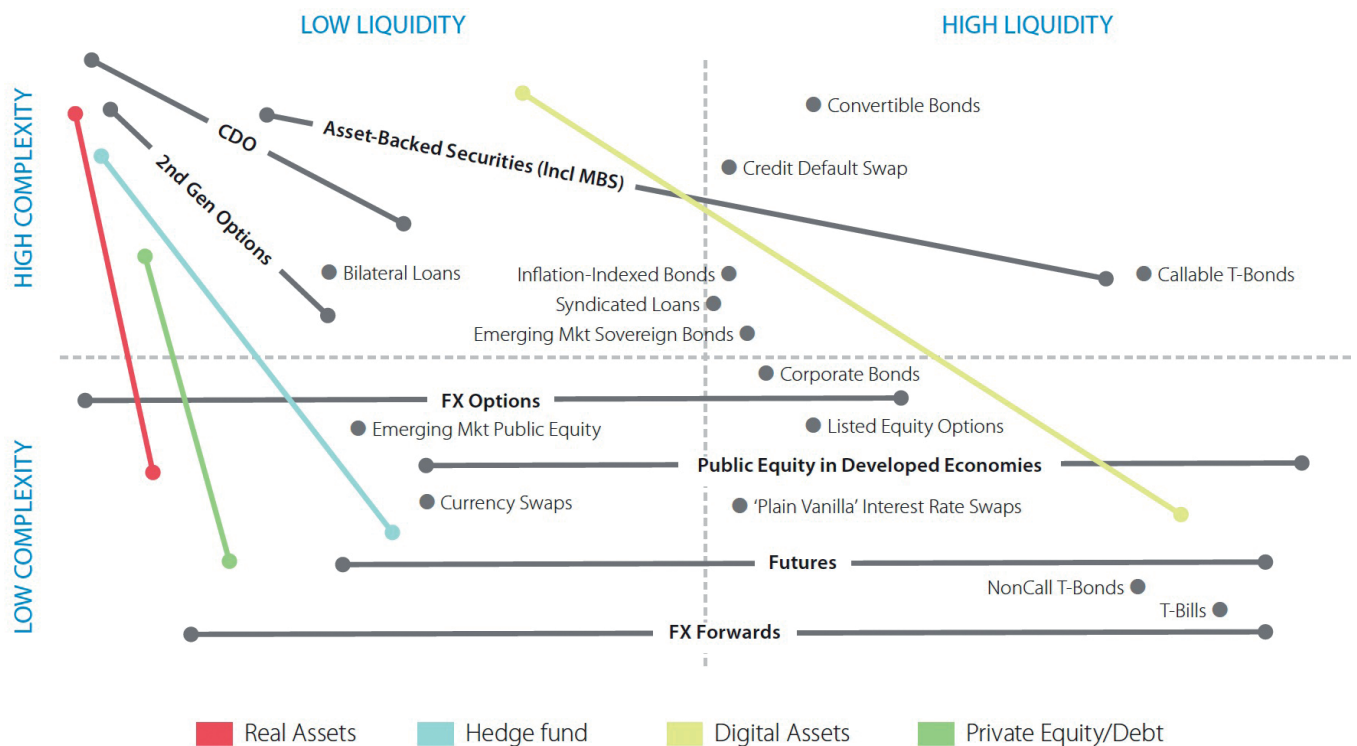 LOW LIQUIDITY
HIGH LIQUIDITY
HIGH COMPLEXITY
LOW COMPLEXITY
CDO
2nd Gen Options
Asset-Backed Securities (Incl MBS)
Convertible Bonds
Credit Default Swap
Bilateral Loans
Inflation-Indexed Bonds
Callable T-Bonds
Syndicated Loans
Emerging Mkt Sovereign Bonds
Corporate Bonds
FX Options
Emerging Mkt Public Equity
Listed Equity Options
Public Equity in Developed Economies
Currency Swaps
'Plain Vanilla' Interest Rate Swaps
Futures
NonCall T-Bonds
T-Bills
FX Forwards
Real Assets
Hedge fund
Digital Assets
Private Equity/Debt